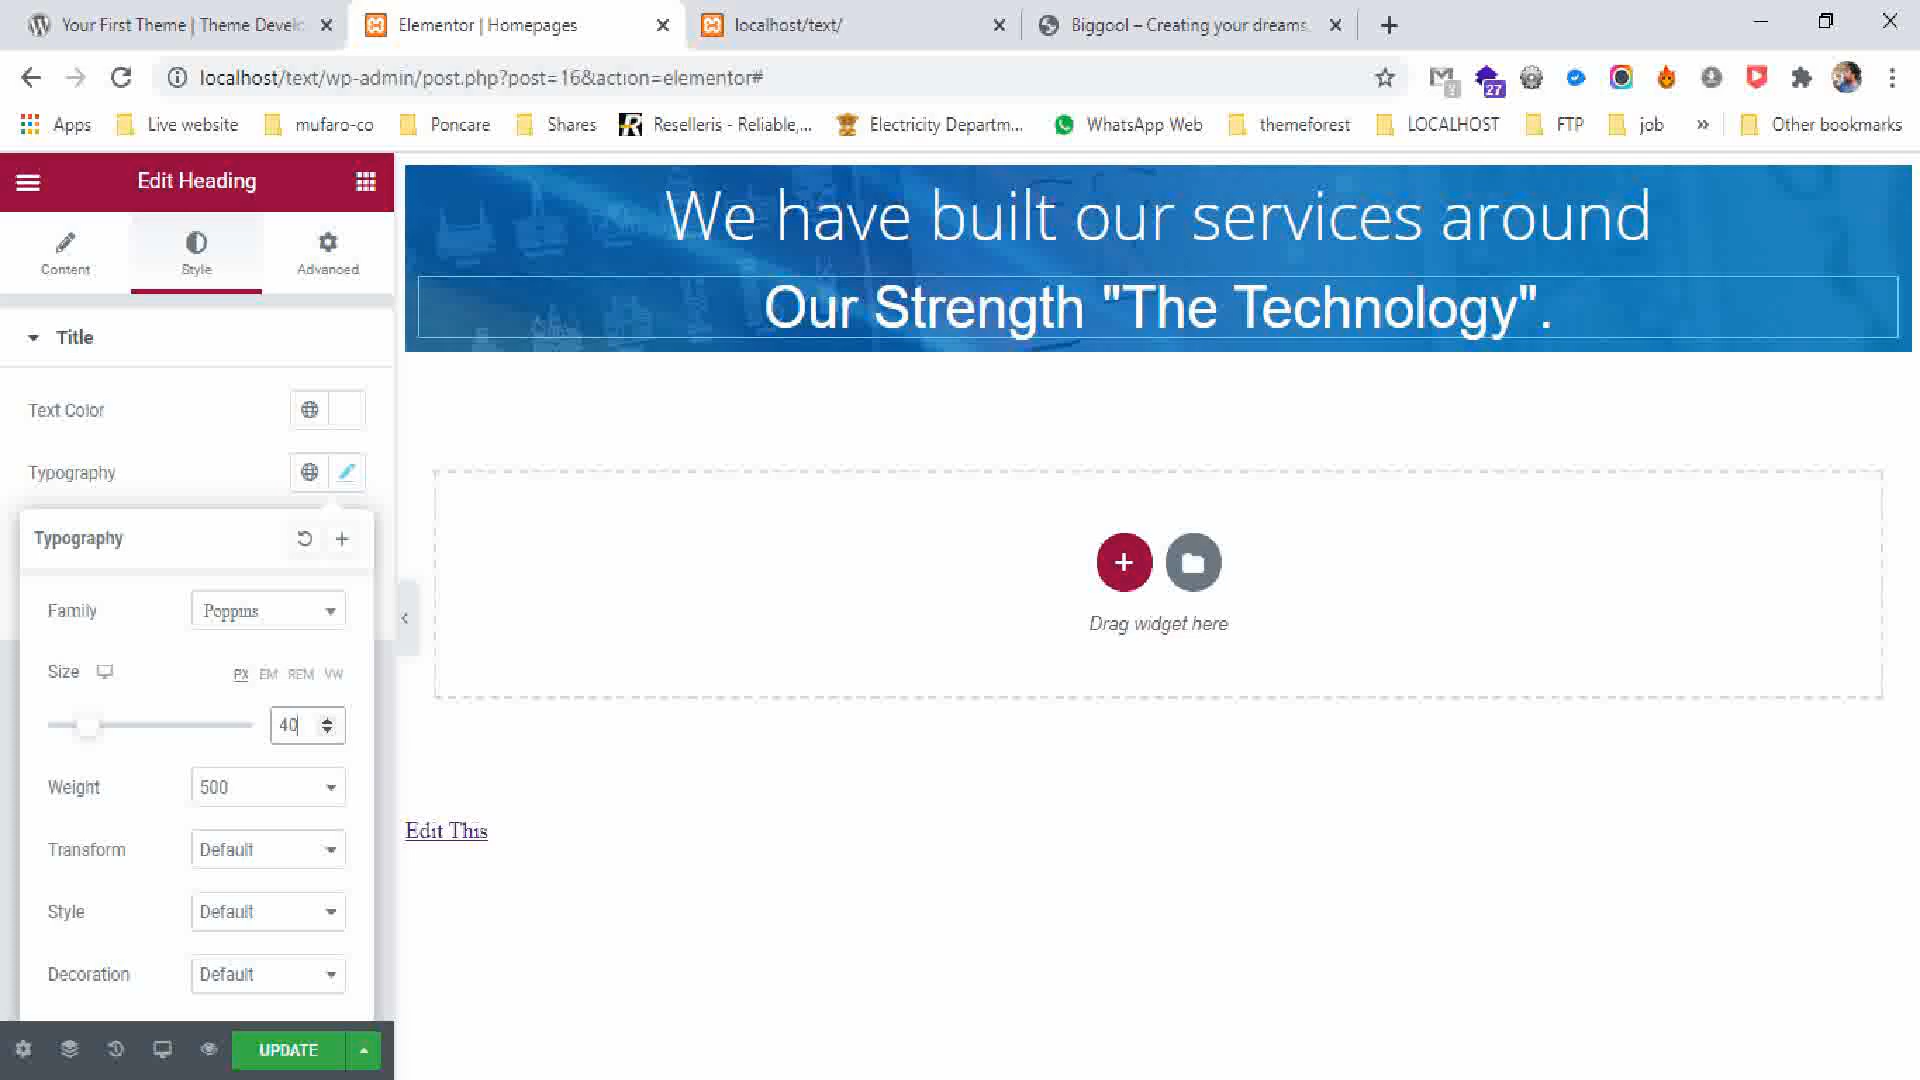 Your First Theme | Theme Develo
Elementor | Homepages
localhost/text/
Biggool – Creating your dreams.
localhost/text/wp-admin/post.php?post=16&action=elementor#
27
Apps
Live website
mufaro-co
Poncare
Shares
Reselleris - Reliable,...
Electricity Departm...
WhatsApp Web
themeforest
LOCALHOST
FTP
job
»
Other bookmarks
Edit Heading
Content
Style
Advanced
Title
Text Color
Typography
Typography
Family
Poppins
Size
PX EM REM VW
40
Weight
500
Transform
Default
Style
Default
Decoration
Default
UPDATE
We have built our services around
Our Strength "The Technology".
Drag widget here
Edit This